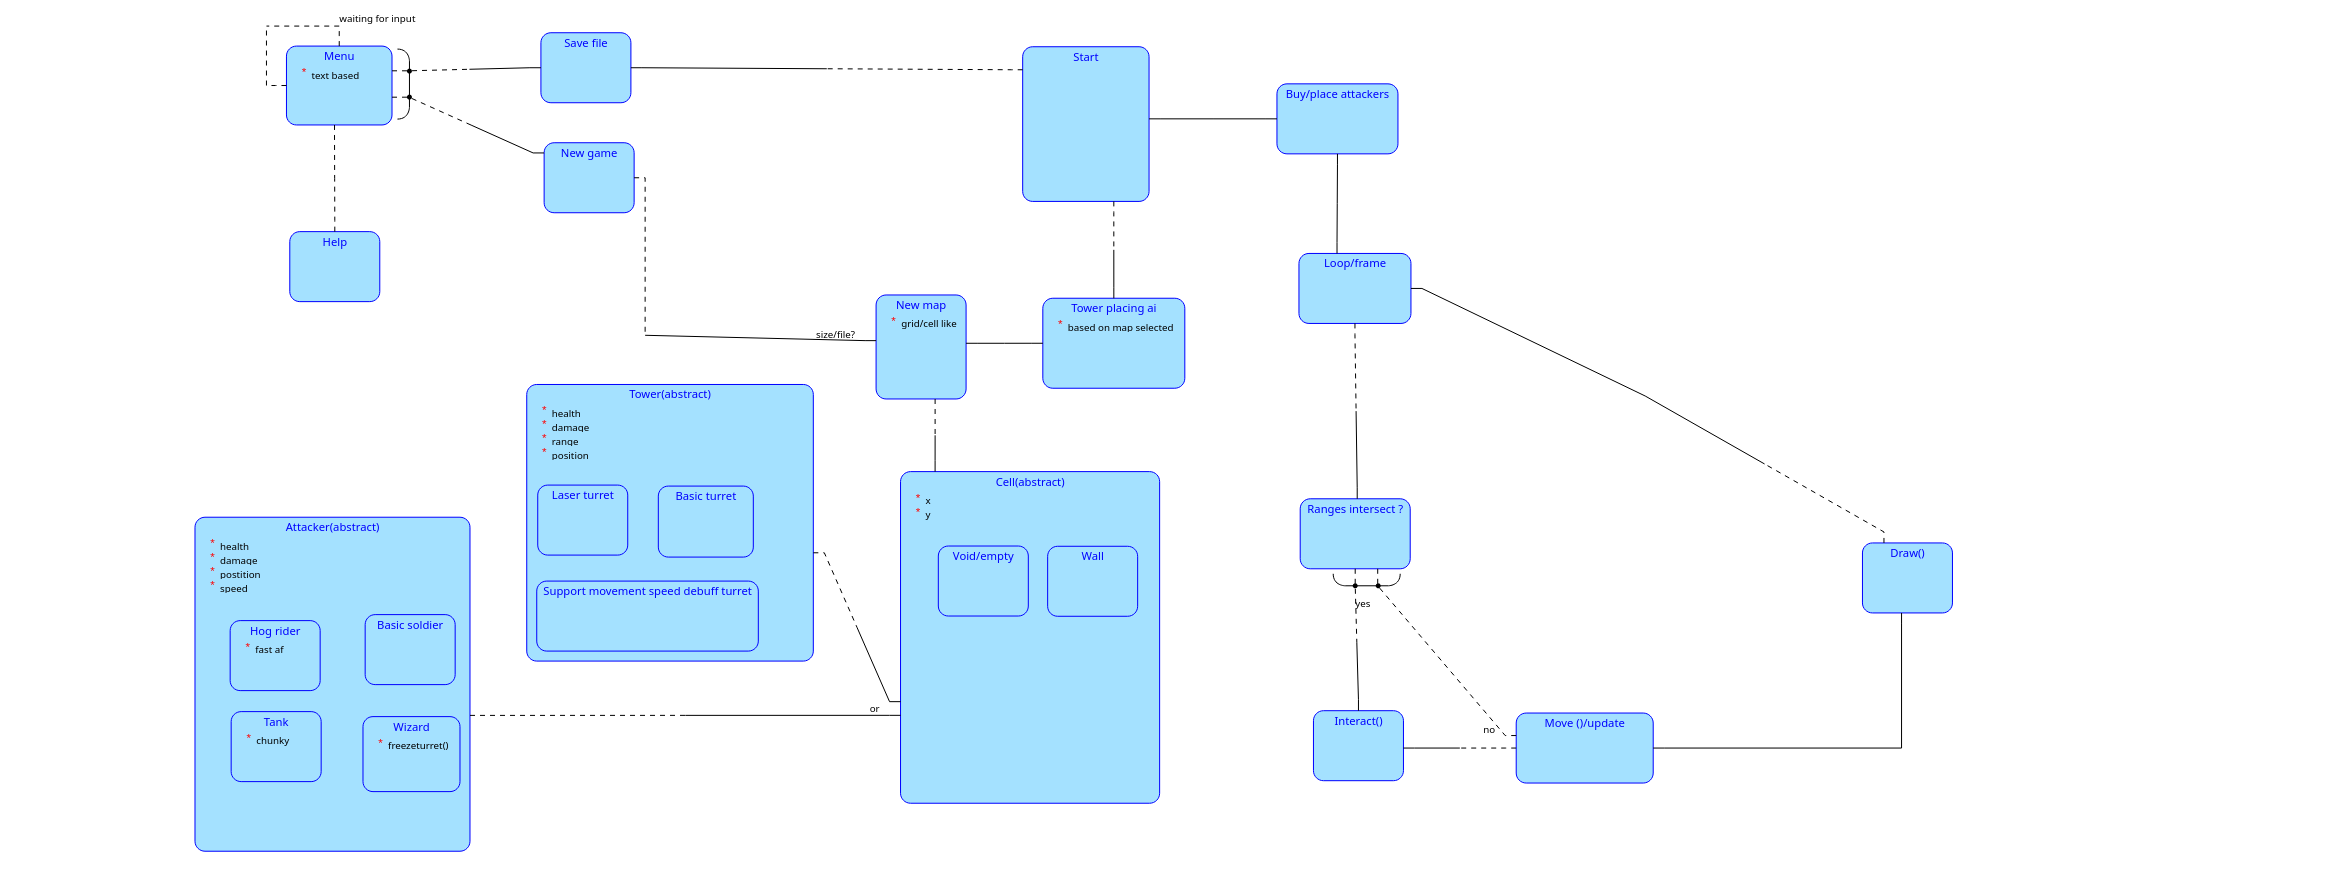 waiting for input
Menu
* text based
Save file
Start
Buy/place attackers
New game
Help
Loop/frame
New map
* grid/cell like
Tower placing ai
* based on map selected
size/file?
Tower(abstract)
* health
* damage
* range
* position
Laser turret
Basic turret
Support movement speed debuff turret
Cell(abstract)
* x
* y
Void/empty
Wall
Attacker(abstract)
* health
* damage
* postition
* speed
Hog rider
* fast af
Basic soldier
Tank
* chunky
Wizard
* freezeturret()
or
Ranges intersect ?
yes
no
Interact()
Move ()/update
Draw()